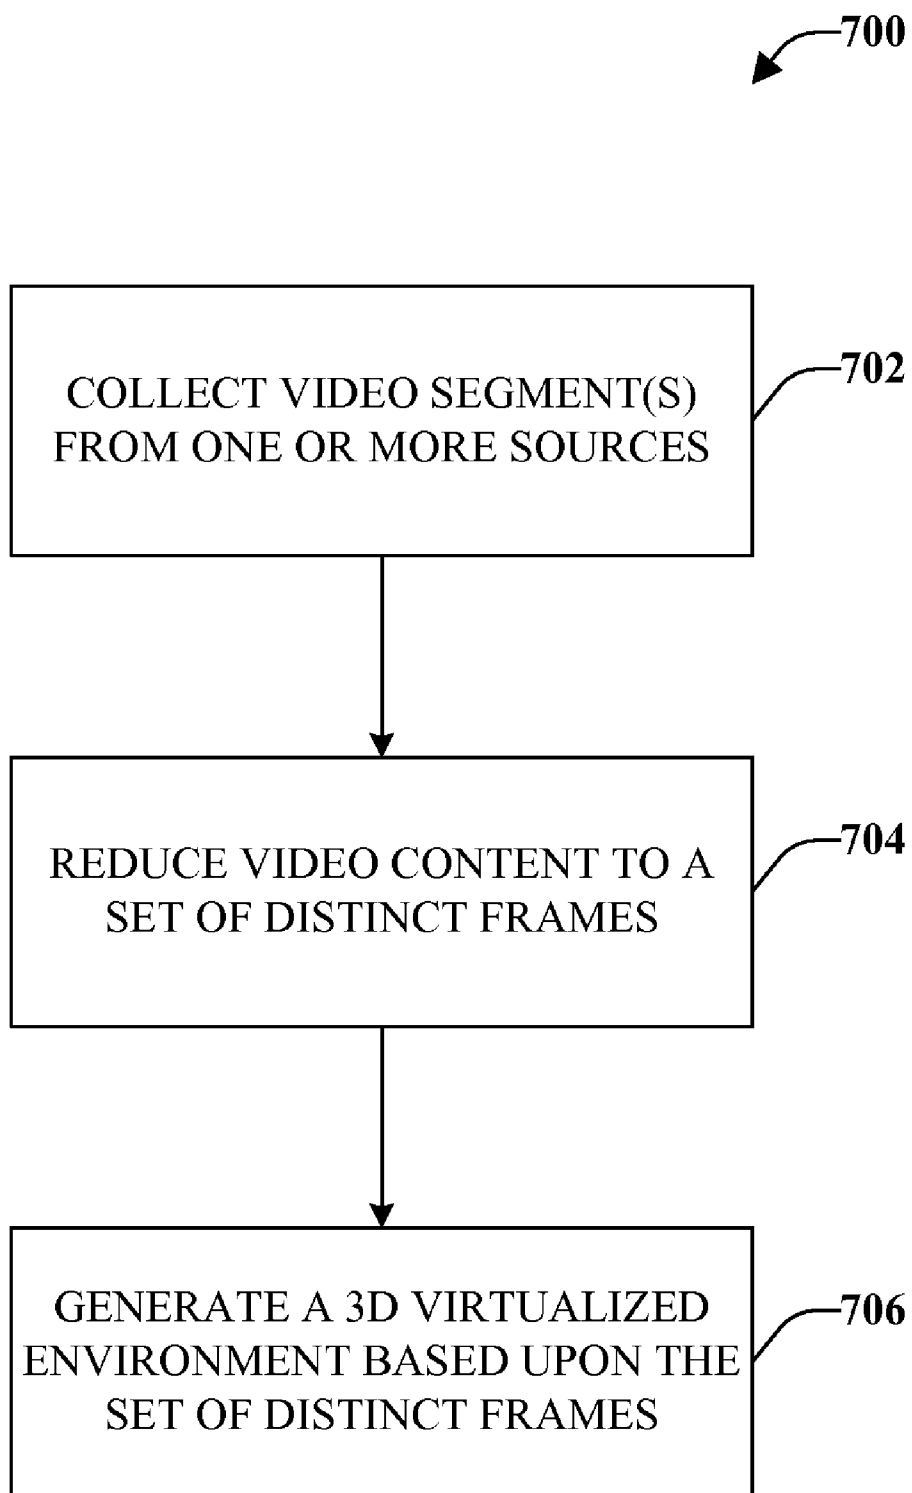 700
COLLECT VIDEO SEGMENT(S)
FROM ONE OR MORE SOURCES
702
REDUCE VIDEO CONTENT TO A
SET OF DISTINCT FRAMES
704
GENERATE A 3D VIRTUALIZED
ENVIRONMENT BASED UPON THE
SET OF DISTINCT FRAMES
706